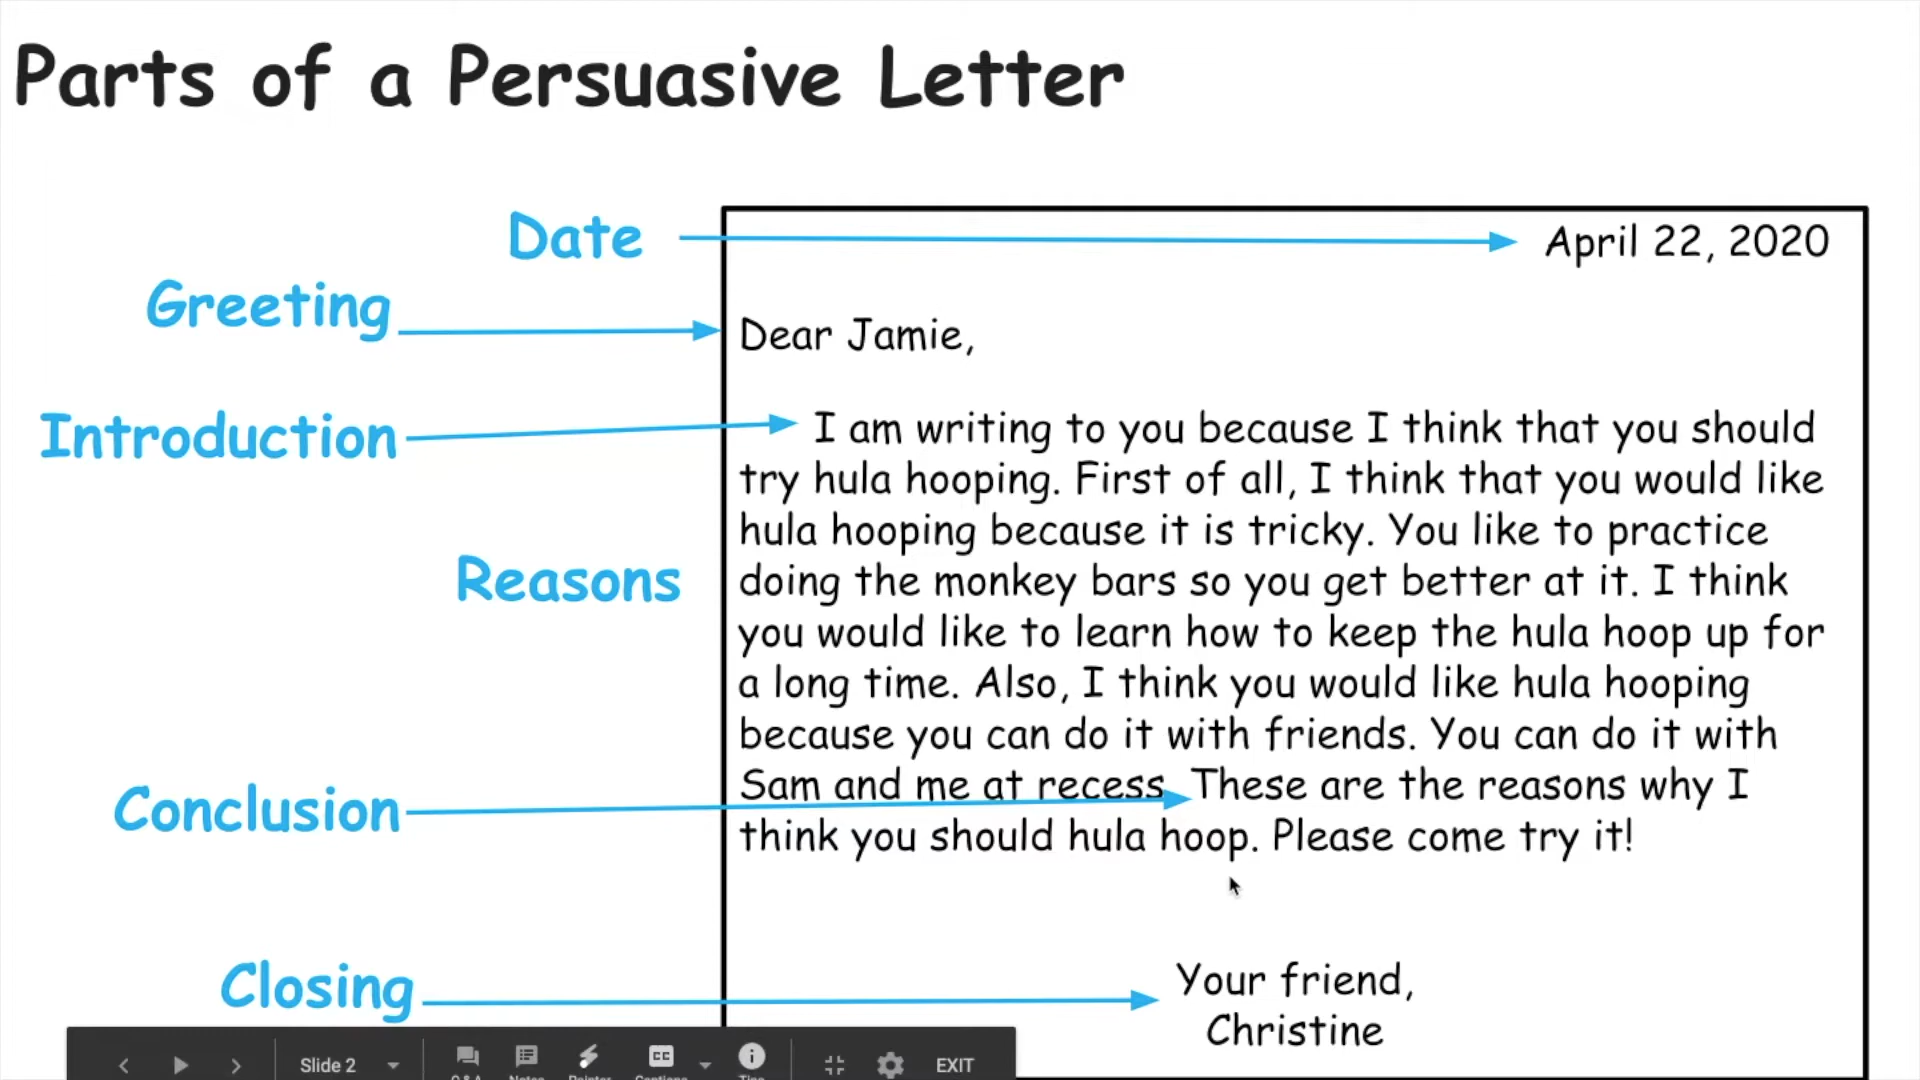 Parts of a Persuasive Letter
Date
April 22, 2020
Greeting
Dear Jamie,
Introduction
I am writing to you because I think that you should
try hula hooping. First of all, I think that you would like
hula hooping because it is tricky. You like to practice
Reasons
doing the monkey bars so you get better at it. I think
you would like to learn how to keep the hula hoop up for
a long time. Also, I think you would like hula hooping
because you can do it with friends. You can do it with
Sam and me at recess. These are the reasons why I
Conclusion
think you should hula hoop. Please come try it!
Closing
Your friend,
Christine
Slide 2
CC
EXIT